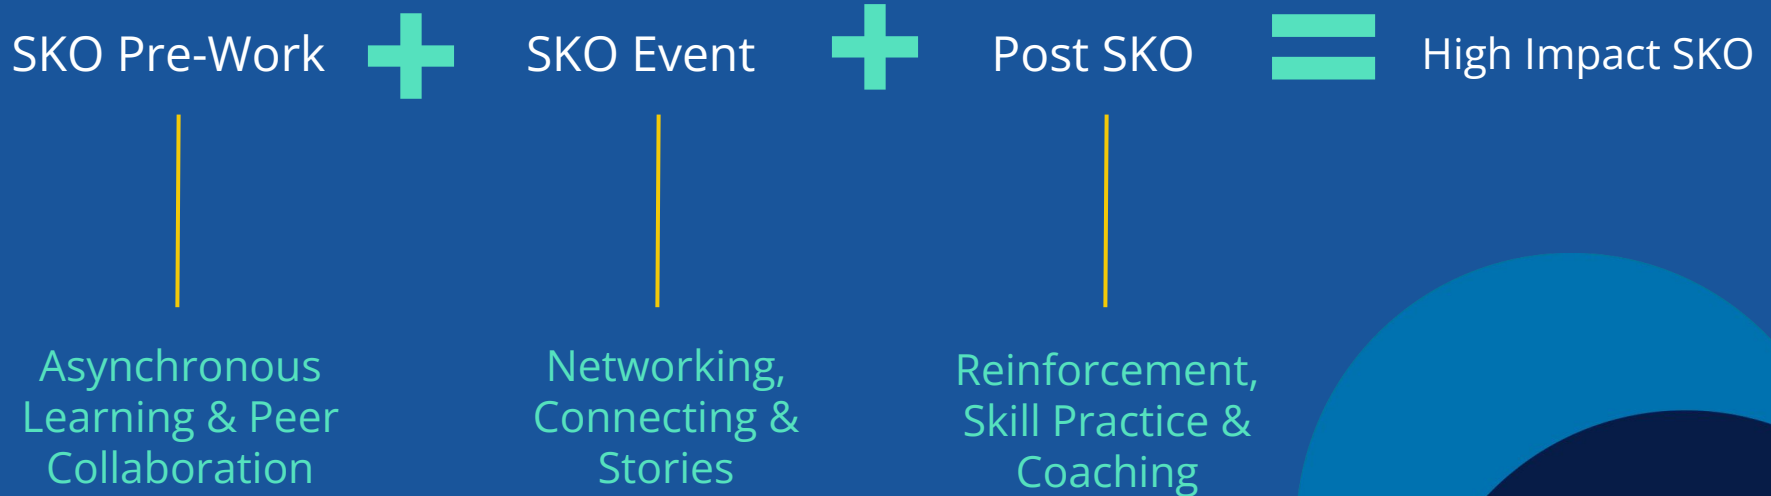 SKO Pre-Work + SKO Event + Post SKO = High Impact SKO
Asynchronous
Learning & Peer
Collaboration
Networking,
Connecting &
Stories
Reinforcement,
Skill Practice &
Coaching